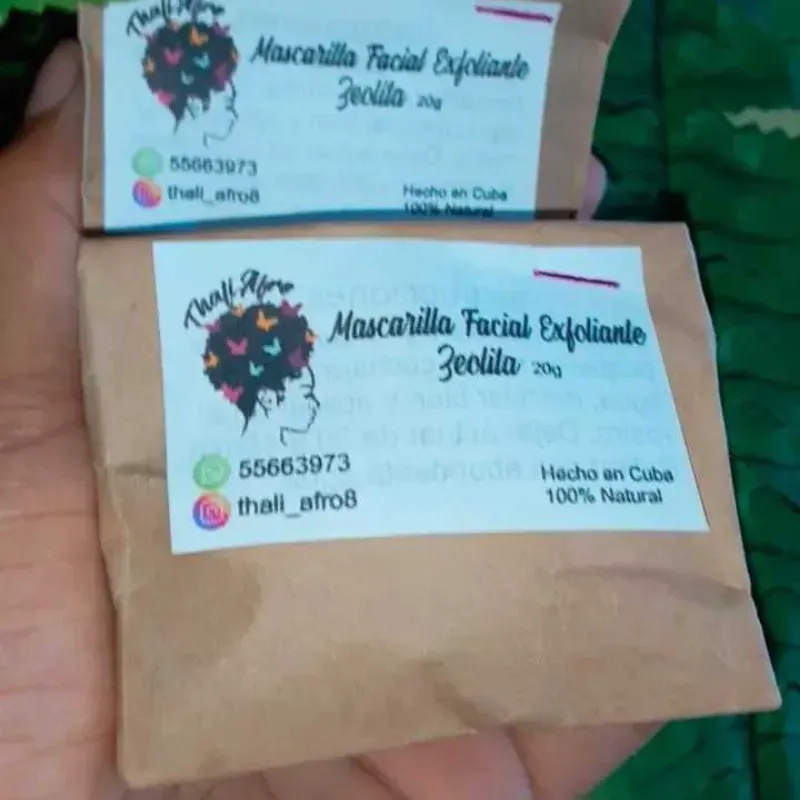 Thali Afro
Mascarilla Facial Exfoliante
Zeolita 20g
55663973
thali_afro8
Hecho en Cuba
100% Natural
Thali Afro
Mascarilla Facial Exfoliante
Zeolita 20g
55663973
thali_afro8
Hecho en Cuba
100% Natural